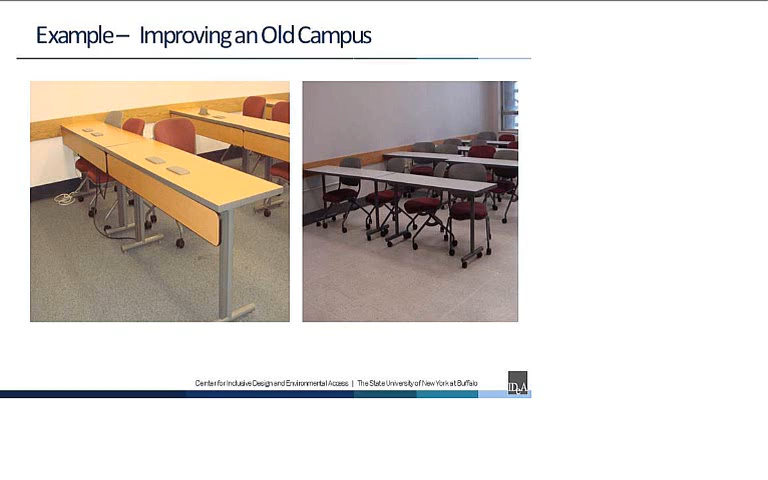 Example – Improving an Old Campus
Center for Inclusive Design and Environmental Access | The State University of New York at Buffalo
IDeA